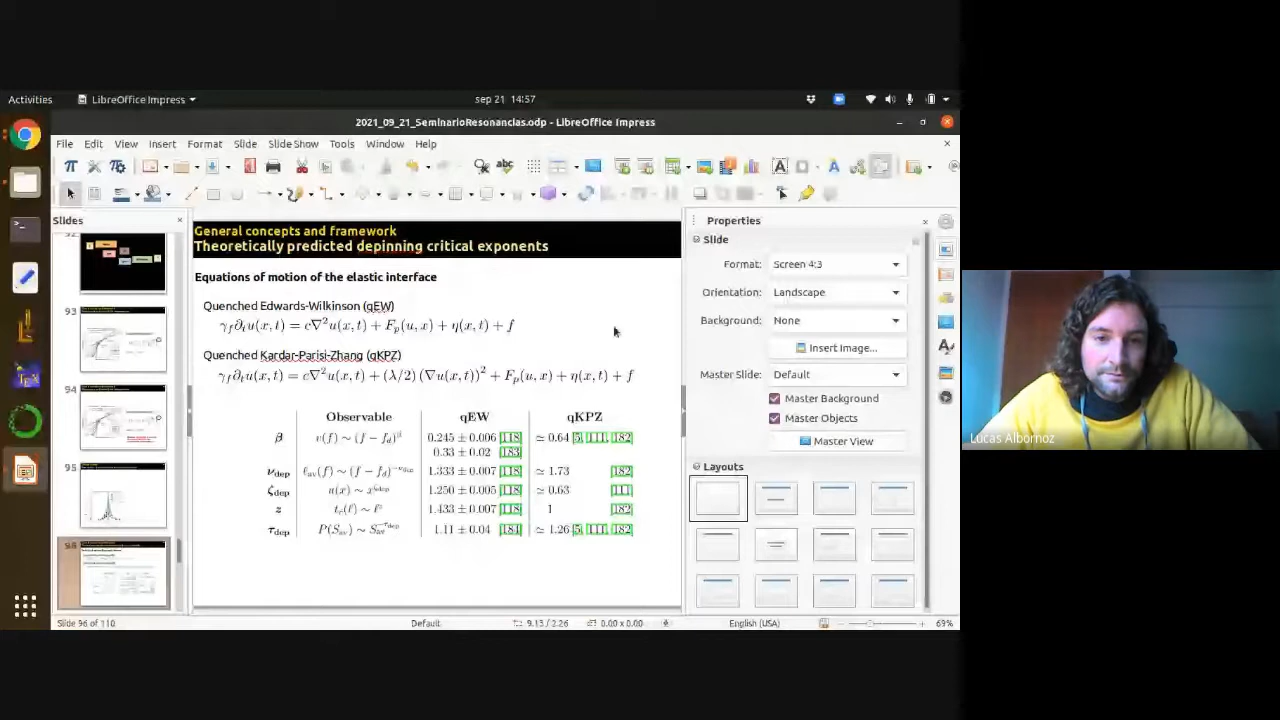 Activities
LibreOffice Impress
sep 21 14:57
2021_09_21_SeminarioResonancias.odp - LibreOffice Impress
File Edit View Insert Format Slide Slide Show Tools Window Help
Slides
93
94
95
General concepts and framework
Theoretically predicted depinning critical exponents
Equations of motion of the elastic interface
Quenched Edwards-Wilkinson (qEW)
γ_f ∂_t u(x, t) = c∇²u(x, t) + F_p(u, x) + η(x, t) + f
Quenched Kardar-Parisi-Zhang (qKPZ)
γ_f ∂_t u(x, t) = c∇²u(x, t) + (λ/2) (∇u(x, t))² + F_p(u, x) + η(x, t) + f
Observable qEW qKPZ
β v(f) ∼ (f − f_d)^β 0.245 ± 0.006 [118] ≃ 0.64 [5, 111, 182]
0.33 ± 0.02 [183]
ν_dep ℓ_av(f) ∼ (f − f_d)^{−ν_dep} 1.333 ± 0.007 [118] ≃ 1.73 [182]
ζ_dep u(x) ∼ x^{ζ_dep} 1.250 ± 0.005 [118] ≃ 0.63 [111]
z 1.433 ± 0.007 [118] 1 [182]
τ_dep P(S_av) ∼ S_av^{−τ_dep} 1.11 ± 0.04 [184] ≃ 1.26 [5, 111, 182]
Properties
Slide
Format: Screen 4:3
Orientation: Landscape
Background: None
Insert Image...
Master Slide: Default
Master Background
Master Objects
Master View
Layouts
Slide 96 of 110
Default
9.13 / 2.26
0.00 x 0.00
English (USA)
69%
Lucas Albornoz